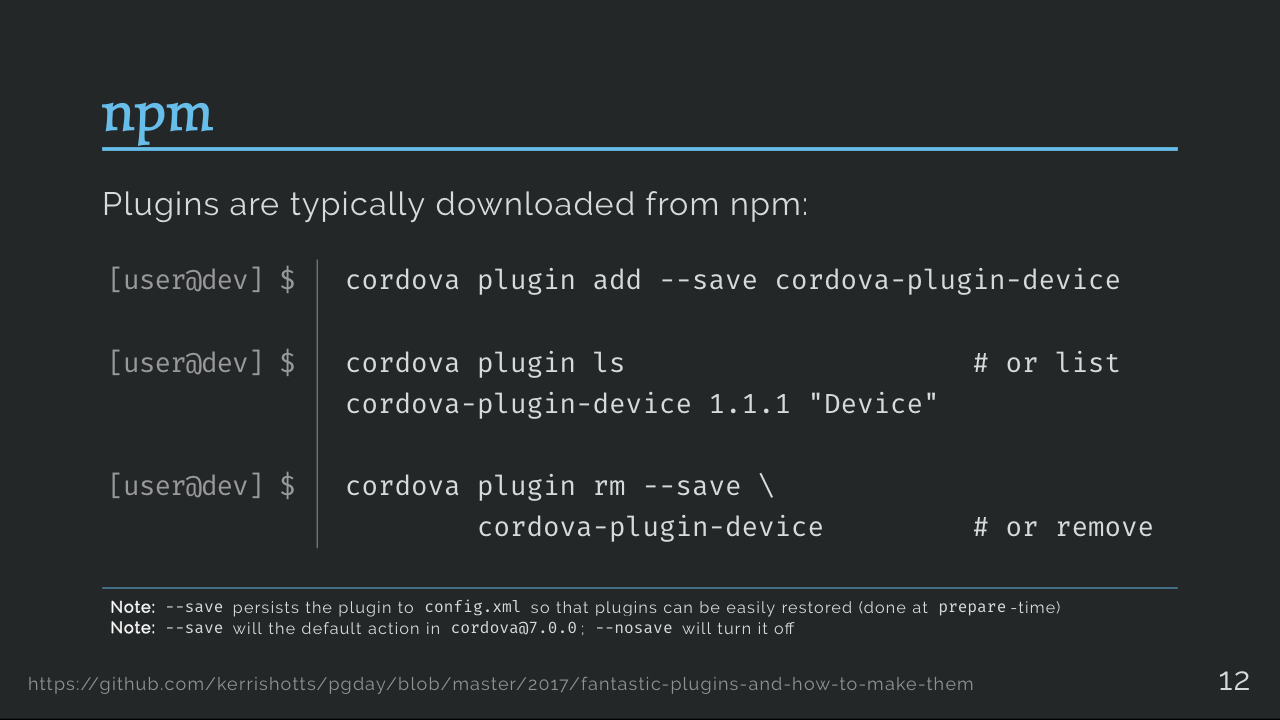 npm
Plugins are typically downloaded from npm:
[user@dev] $ cordova plugin add --save cordova-plugin-device
[user@dev] $ cordova plugin ls # or list
cordova-plugin-device 1.1.1 "Device"
[user@dev] $ cordova plugin rm --save \
cordova-plugin-device # or remove
Note: --save persists the plugin to config.xml so that plugins can be easily restored (done at prepare-time)
Note: --save will the default action in cordova@7.0.0; --nosave will turn it off
https://github.com/kerrishotts/pgday/blob/master/2017/fantastic-plugins-and-how-to-make-them
12